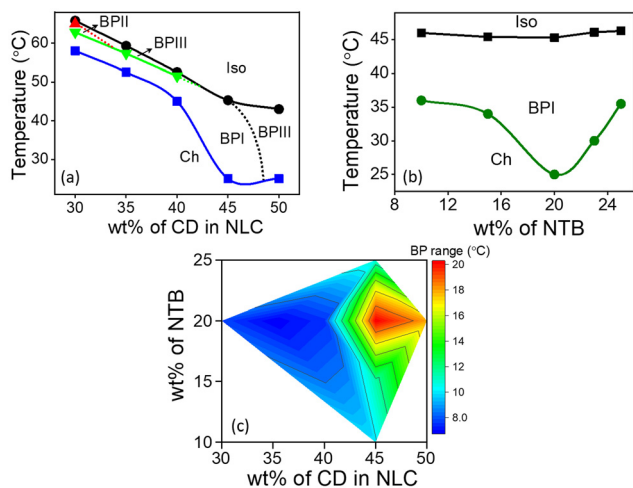 BPII
BPIII
Iso
BPI
BPIII
Ch
(a)
60
50
40
30
30 35 40 45 50
Temperature (°C)
wt% of CD in NLC
Iso
BPI
Ch
(b)
55
50
45
40
35
30
25
8 12 16 20 24
Temperature (°C)
wt% of NTB
BP range (°C)
25
20
15
10
(c)
30 35 40 45 50
wt% of NTB
wt% of CD in NLC
20
18
16
14
12
10
8.0